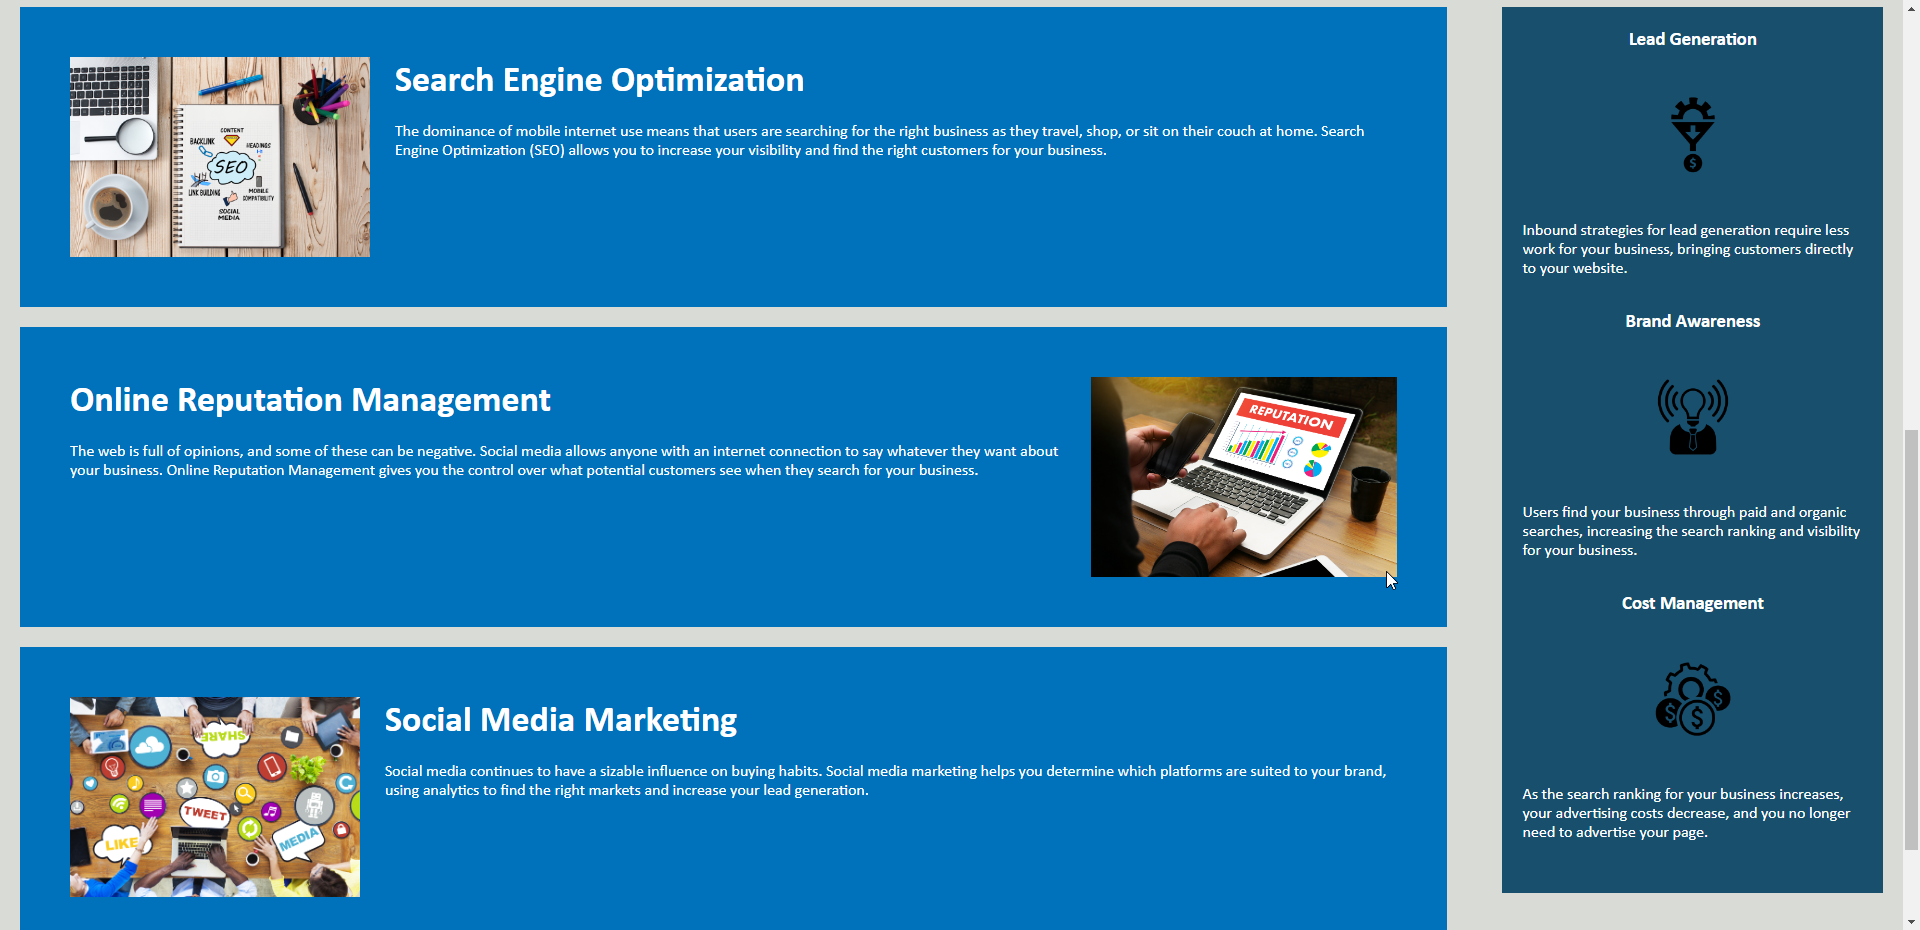 Search Engine Optimization
The dominance of mobile internet use means that users are searching for the right business as they travel, shop, or sit on their couch at home. Search
Engine Optimization (SEO) allows you to increase your visibility and find the right customers for your business.
CONTENT
BACKLINK
HEADINGS
SEO
LINK BUILDING
MOBILE
COMPATIBILITY
SOCIAL
MEDIA
Online Reputation Management
The web is full of opinions, and some of these can be negative. Social media allows anyone with an internet connection to say whatever they want about
your business. Online Reputation Management gives you the control over what potential customers see when they search for your business.
REPUTATION
Social Media Marketing
Social media continues to have a sizable influence on buying habits. Social media marketing helps you determine which platforms are suited to your brand,
using analytics to find the right markets and increase your lead generation.
SHARE
TWEET
LIKE
MEDIA
Lead Generation
$
Inbound strategies for lead generation require less
work for your business, bringing customers directly
to your website.
Brand Awareness
Users find your business through paid and organic
searches, increasing the search ranking and visibility
for your business.
Cost Management
$
$ $
As the search ranking for your business increases,
your advertising costs decrease, and you no longer
need to advertise your page.